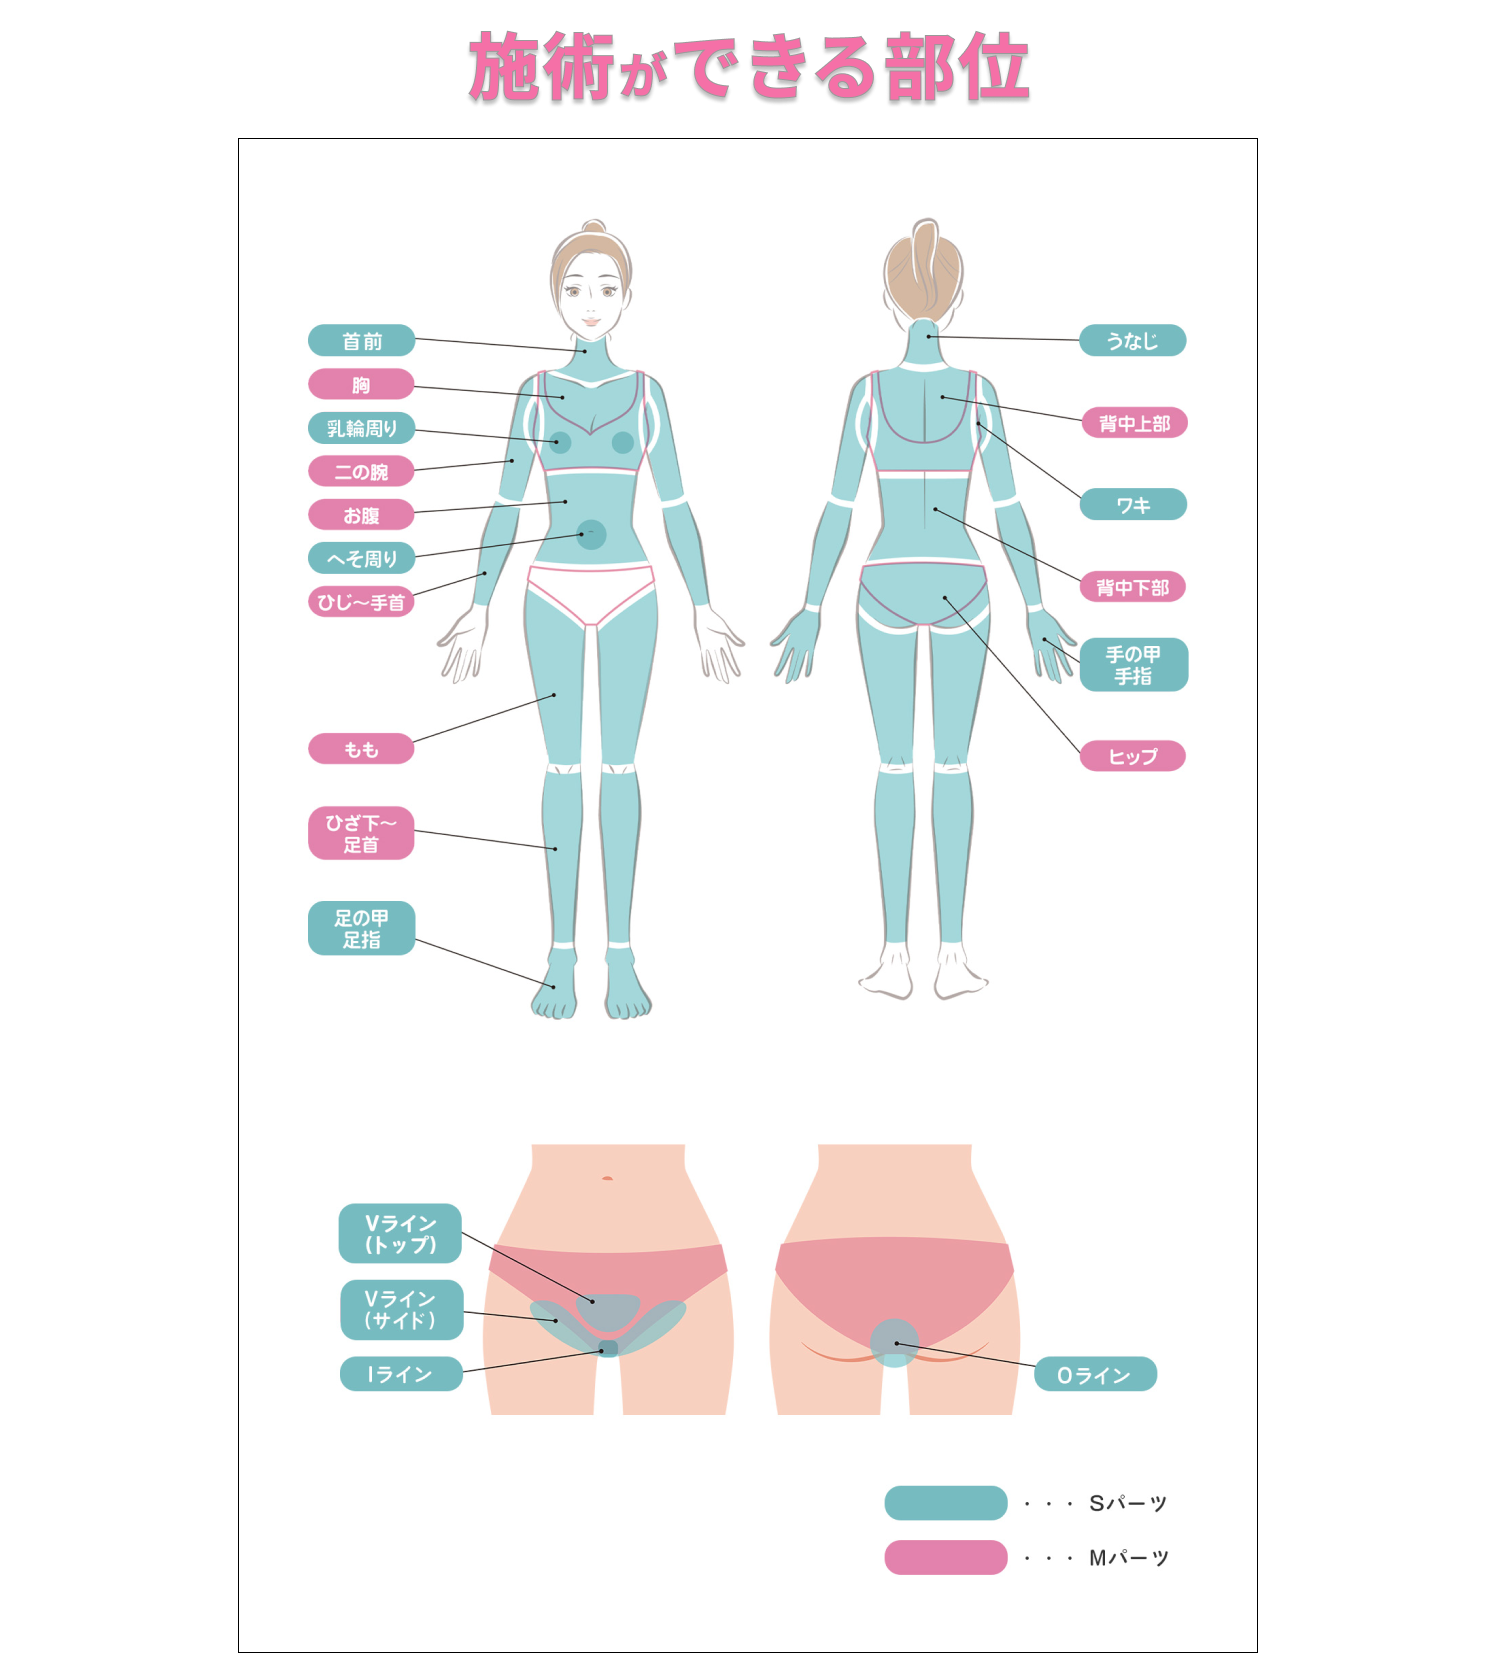 施術ができる部位
首前
胸
乳輪周り
二の腕
お腹
へそ周り
ひじ～手首
もも
ひざ下～
足首
足の甲
足指
うなじ
背中上部
ワキ
背中下部
手の甲
手指
ヒップ
Vライン
(トップ)
Vライン
(サイド)
Iライン
Oライン
・・・ Sパーツ
・・・ Mパーツ